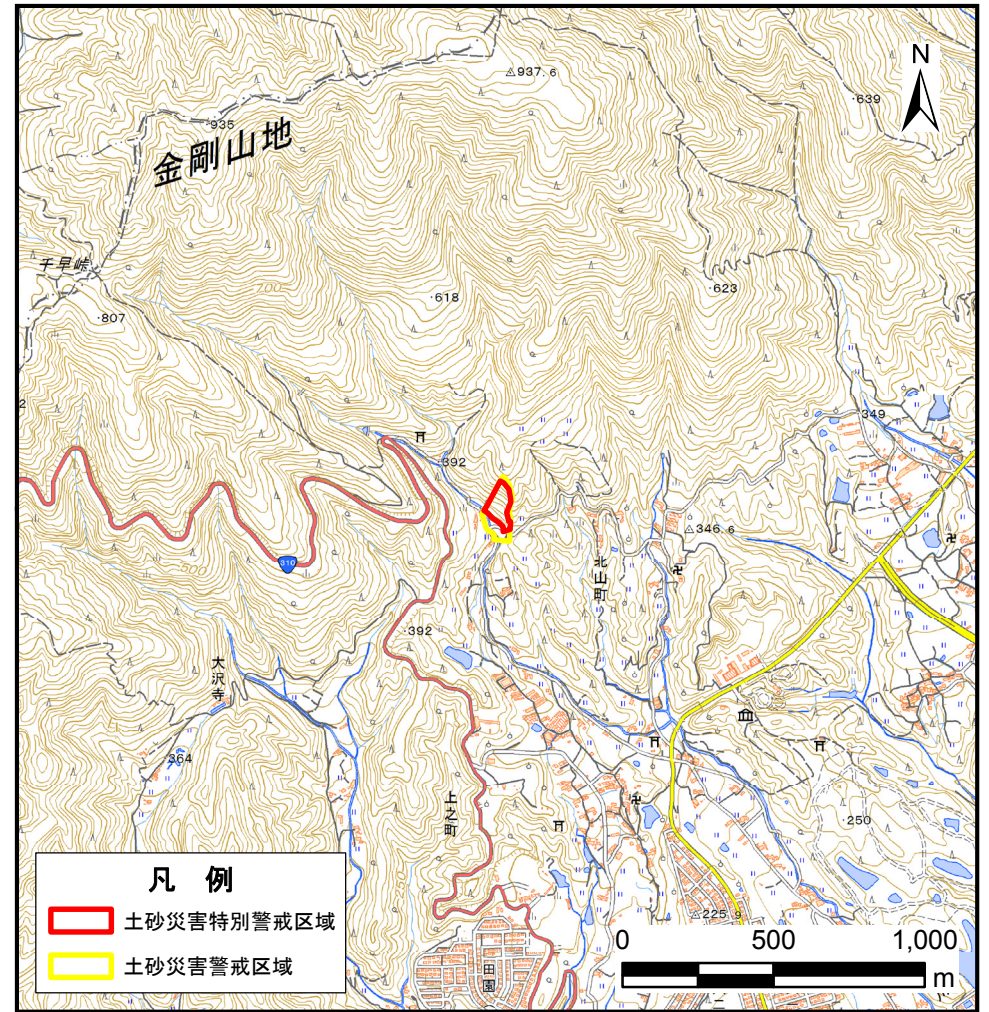 N
△937.6
・639
・935
金剛山地
千早峠
700
・618
・623
・807
・349
・392
△346.6
500
310
北山町
・392
大沢寺
364
上之町
250
・250
凡 例
土砂災害特別警戒区域
土砂災害警戒区域
△225.9
0 500 1,000
m
田園